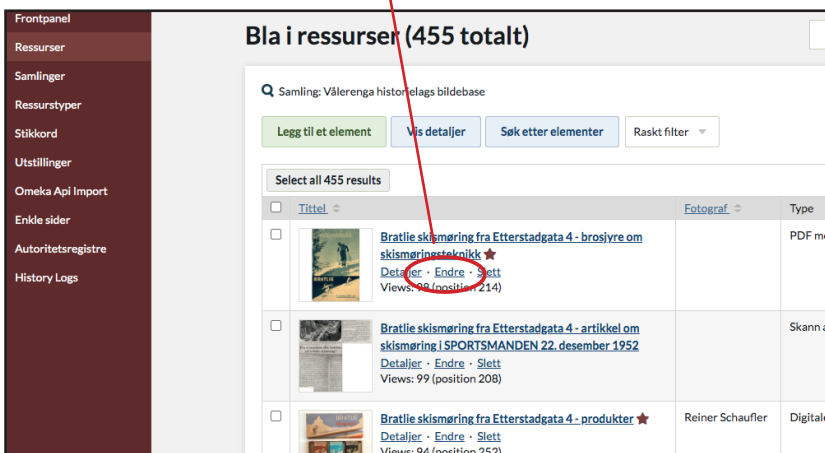 Frontpanel
Ressurser
Samlinger
Ressurstyper
Stikkord
Utstillinger
Omeka Api Import
Enkle sider
Autoritetsregistre
History Logs
Bla i ressurser (455 totalt)
Samling: Vålerenga historielags bildebase
Legg til et element Vis detaljer Søk etter elementer Raskt filter
Select all 455 results
Tittel Fotograf Type
Bratlie skismøring fra Etterstadgata 4 - brosjyre om PDF
skismøringsteknikk
Detaljer · Endre · Slett
Views: 98 (position 214)
Bratlie skismøring fra Etterstadgata 4 - artikkel om Skann
skismøring i SPORTSMANDEN 22. desember 1952
Detaljer · Endre · Slett
Views: 99 (position 208)
Bratlie skismøring fra Etterstadgata 4 - produkter Reiner Schaufler
Detaljer · Endre · Slett
Views: 94 (position 252)
BRATLIE